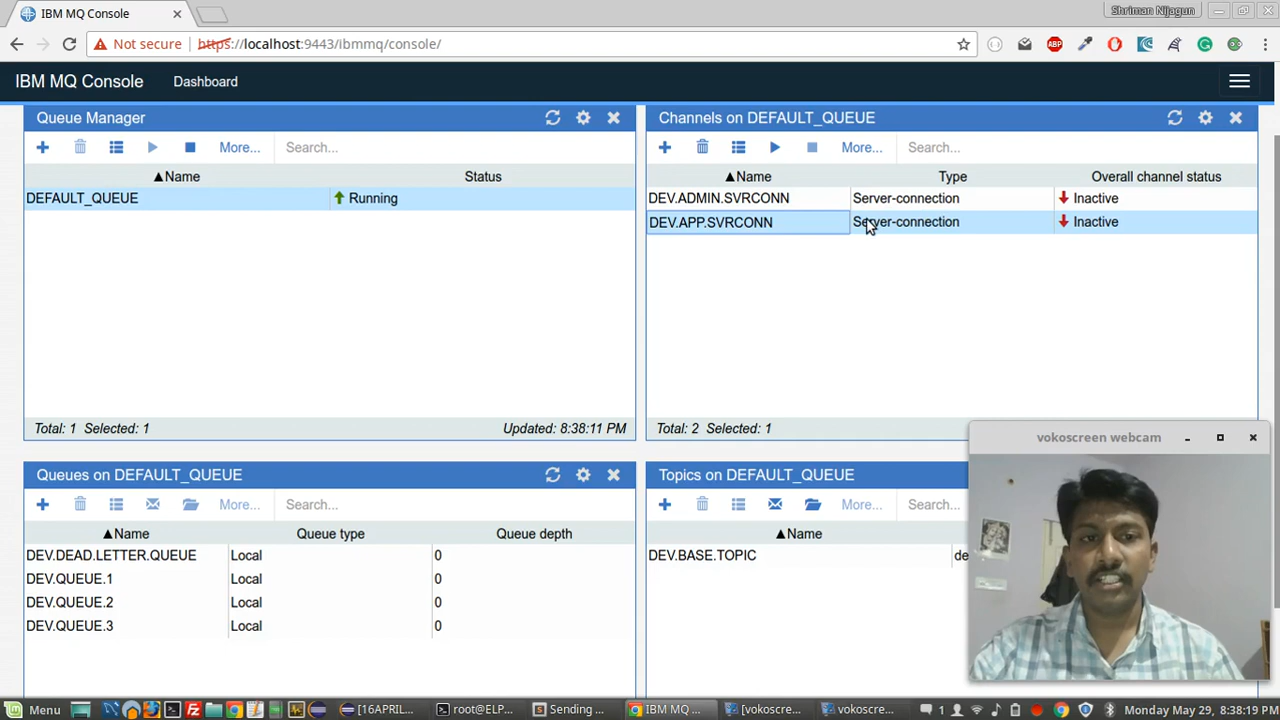 IBM MQ Console
Shriman Nijagun
Not secure https://localhost:9443/ibmmq/console/
IBM MQ Console Dashboard
Queue Manager
More... Search...
▲Name Status
DEFAULT_QUEUE Running
Total: 1 Selected: 1 Updated: 8:38:11 PM
Channels on DEFAULT_QUEUE
More... Search...
▲Name Type Overall channel status
DEV.ADMIN.SVRCONN Server-connection Inactive
DEV.APP.SVRCONN Server-connection Inactive
Total: 2 Selected: 1
vokoscreen webcam
Queues on DEFAULT_QUEUE
More... Search...
▲Name Queue type Queue depth
DEV.DEAD.LETTER.QUEUE Local 0
DEV.QUEUE.1 Local 0
DEV.QUEUE.2 Local 0
DEV.QUEUE.3 Local 0
Topics on DEFAULT_QUEUE
More... Search...
▲Name
DEV.BASE.TOPIC de
Menu [16APRIL... root@ELP... Sending ... IBM MQ ... [vokoscre... vokoscre... 1 Monday May 29, 8:38:19 PM